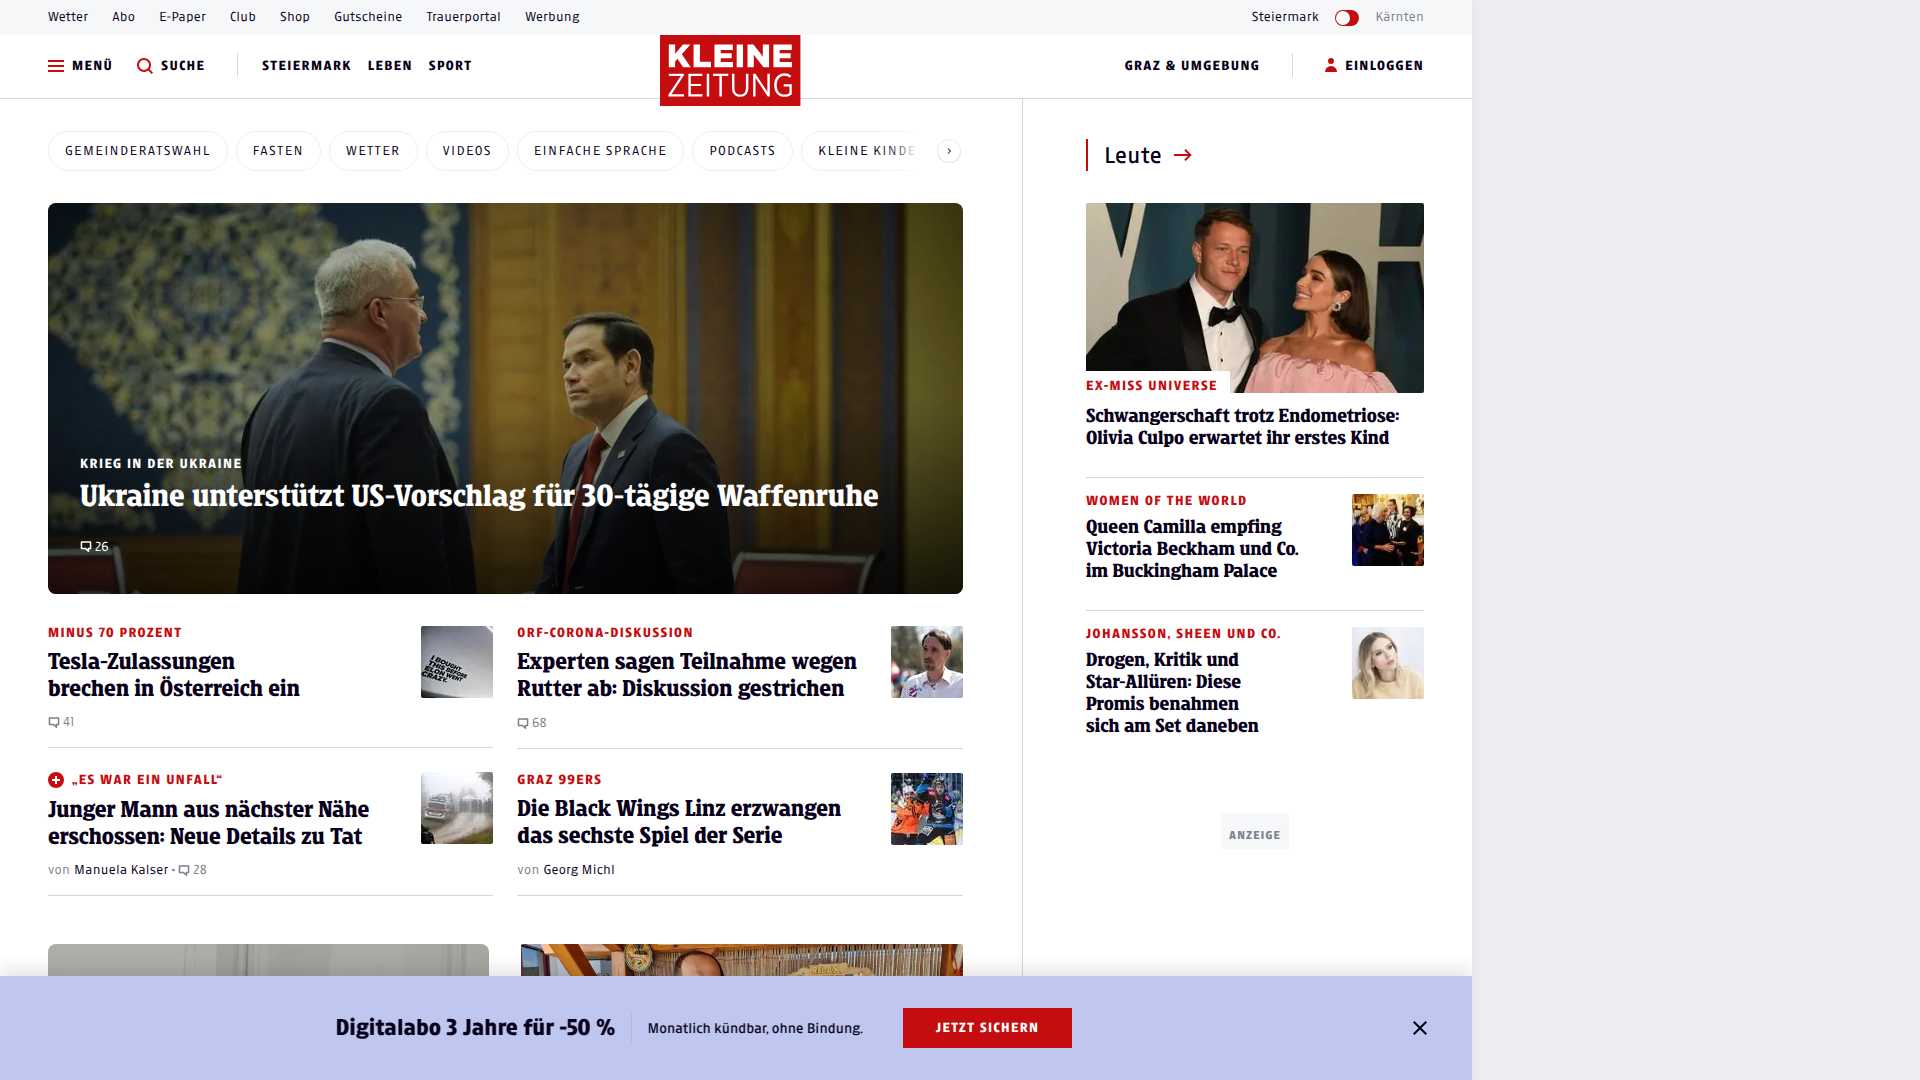 Wetter Abo E-Paper Club Shop Gutscheine Trauerportal Werbung Steiermark Kärnten
MENÜ SUCHE STEIERMARK LEBEN SPORT KLEINE ZEITUNG GRAZ & UMGEBUNG EINLOGGEN
GEMEINDERATSWAHL FASTEN WETTER VIDEOS EINFACHE SPRACHE PODCASTS KLEINE KINDE
KRIEG IN DER UKRAINE
Ukraine unterstützt US-Vorschlag für 30-tägige Waffenruhe
26
MINUS 70 PROZENT
Tesla-Zulassungen
brechen in Österreich ein
41
I BOUGHT
THIS BEFORE
ELON WENT
CRAZY.
ORF-CORONA-DISKUSSION
Experten sagen Teilnahme wegen
Rutter ab: Diskussion gestrichen
68
„ES WAR EIN UNFALL“
Junger Mann aus nächster Nähe
erschossen: Neue Details zu Tat
von Manuela Kalser • 28
GRAZ 99ERS
Die Black Wings Linz erzwangen
das sechste Spiel der Serie
von Georg Michl
Leute
EX-MISS UNIVERSE
Schwangerschaft trotz Endometriose:
Olivia Culpo erwartet ihr erstes Kind
WOMEN OF THE WORLD
Queen Camilla empfing
Victoria Beckham und Co.
im Buckingham Palace
JOHANSSON, SHEEN UND CO.
Drogen, Kritik und
Star-Allüren: Diese
Promis benahmen
sich am Set daneben
ANZEIGE
Digitalabo 3 Jahre für -50 % Monatlich kündbar, ohne Bindung. JETZT SICHERN